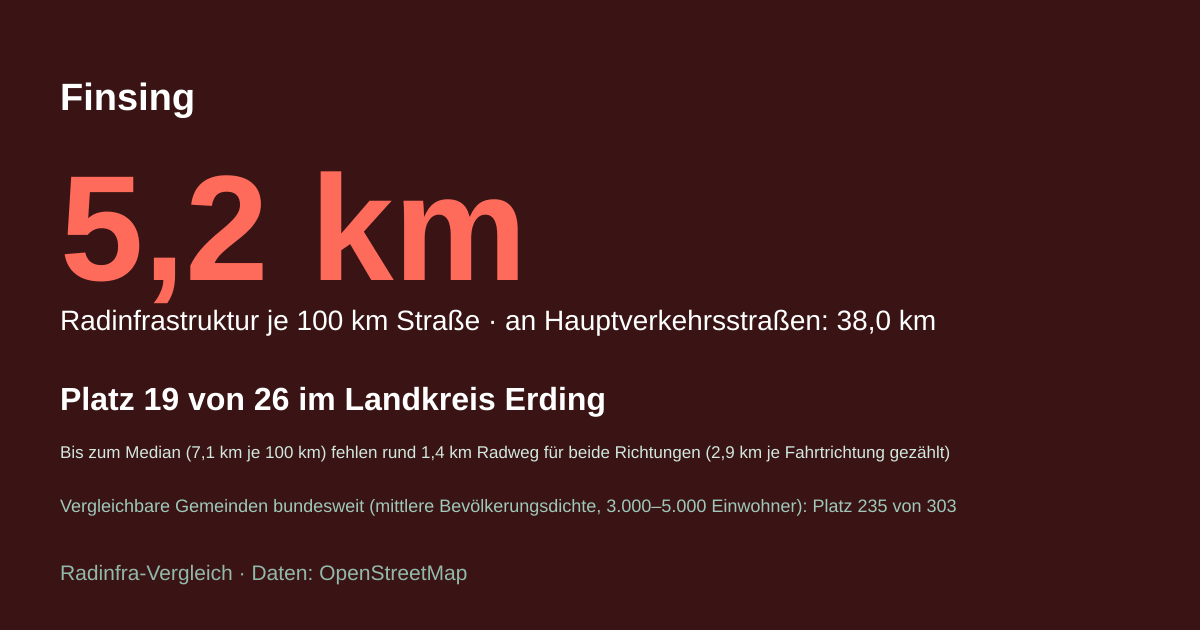 Finsing
5,2 km
Radinfrastruktur je 100 km Straße · an Hauptverkehrsstraßen: 38,0 km
Platz 19 von 26 im Landkreis Erding
Bis zum Median (7,1 km je 100 km) fehlen rund 1,4 km Radweg für beide Richtungen (2,9 km je Fahrtrichtung gezählt)
Vergleichbare Gemeinden bundesweit (mittlere Bevölkerungsdichte, 3.000–5.000 Einwohner): Platz 235 von 303
Radinfra-Vergleich · Daten: OpenStreetMap